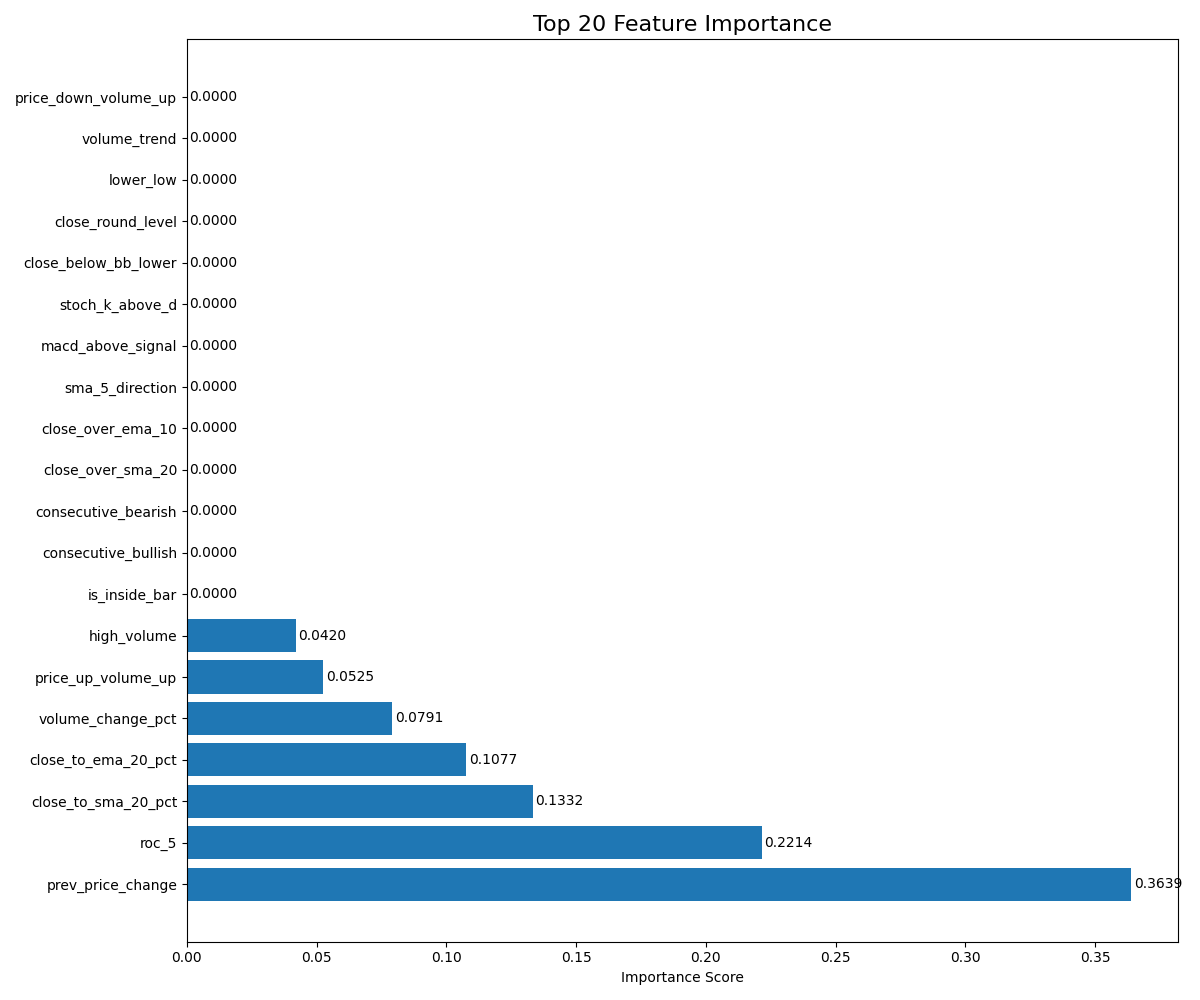 Top 20 Feature Importance
price_down_volume_up 0.0000
volume_trend 0.0000
lower_low 0.0000
close_round_level 0.0000
close_below_bb_lower 0.0000
stoch_k_above_d 0.0000
macd_above_signal 0.0000
sma_5_direction 0.0000
close_over_ema_10 0.0000
close_over_sma_20 0.0000
consecutive_bearish 0.0000
consecutive_bullish 0.0000
is_inside_bar 0.0000
high_volume 0.0420
price_up_volume_up 0.0525
volume_change_pct 0.0791
close_to_ema_20_pct 0.1077
close_to_sma_20_pct 0.1332
roc_5 0.2214
prev_price_change 0.3639
0.00 0.05 0.10 0.15 0.20 0.25 0.30 0.35
Importance Score